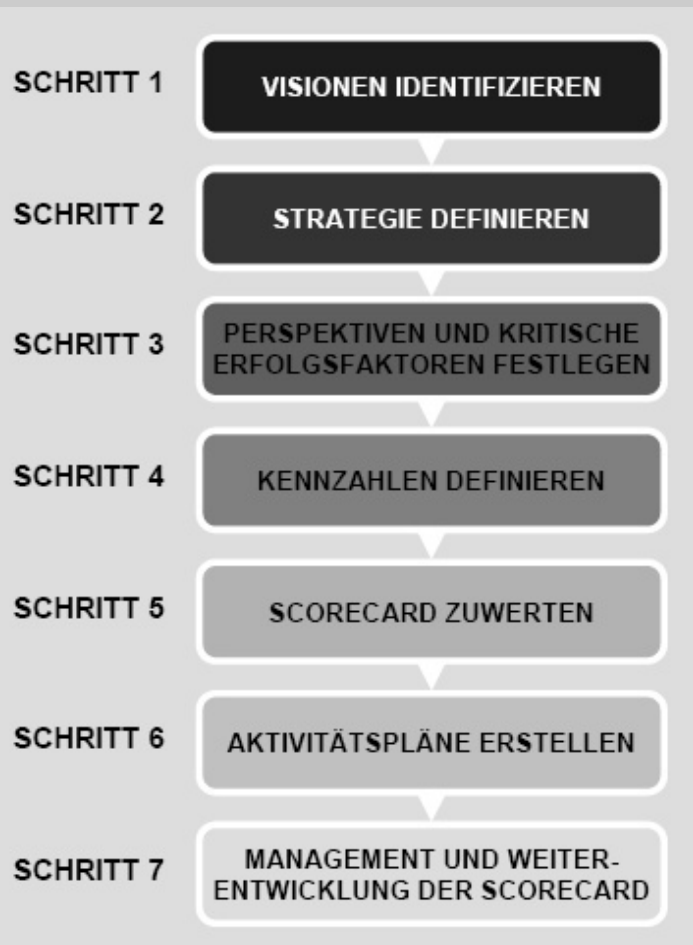 SCHRITT 1
VISIONEN IDENTIFIZIEREN
SCHRITT 2
STRATEGIE DEFINIEREN
SCHRITT 3
PERSPEKTIVEN UND KRITISCHE
ERFOLGSFAKTOREN FESTLEGEN
SCHRITT 4
KENNZAHLEN DEFINIEREN
SCHRITT 5
SCORECARD ZUWERTEN
SCHRITT 6
AKTIVITÄTSPLÄNE ERSTELLEN
SCHRITT 7
MANAGEMENT UND WEITER-
ENTWICKLUNG DER SCORECARD